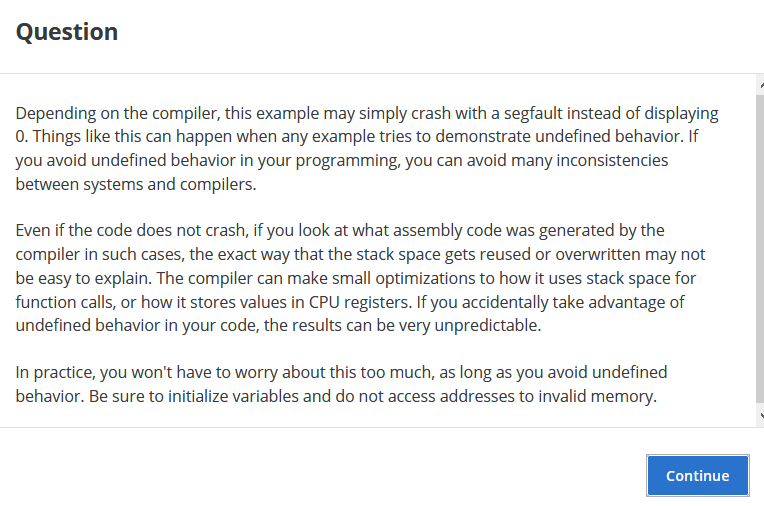 Question
Depending on the compiler, this example may simply crash with a segfault instead of displaying
0. Things like this can happen when any example tries to demonstrate undefined behavior. If
you avoid undefined behavior in your programming, you can avoid many inconsistencies
between systems and compilers.
Even if the code does not crash, if you look at what assembly code was generated by the
compiler in such cases, the exact way that the stack space gets reused or overwritten may not
be easy to explain. The compiler can make small optimizations to how it uses stack space for
function calls, or how it stores values in CPU registers. If you accidentally take advantage of
undefined behavior in your code, the results can be very unpredictable.
In practice, you won't have to worry about this too much, as long as you avoid undefined
behavior. Be sure to initialize variables and do not access addresses to invalid memory.
Continue